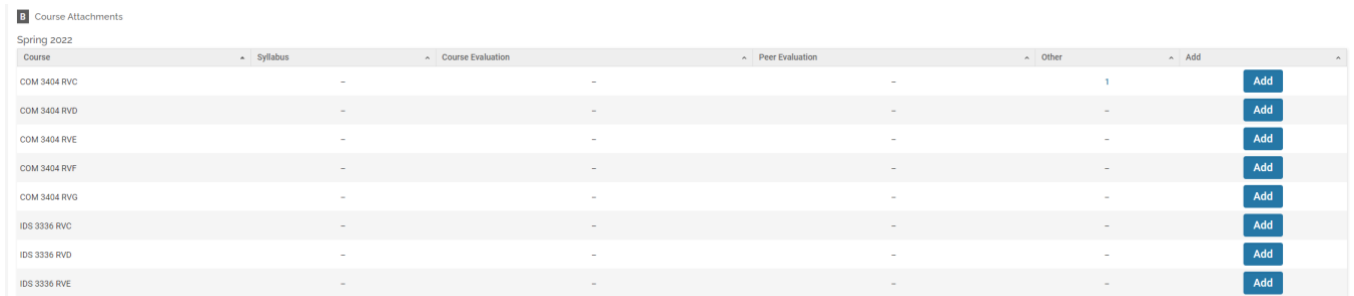 B Course Attachments
Spring 2022
Course Syllabus Course Evaluation Peer Evaluation Other Add
COM 3404 RVC – – – 1 Add
COM 3404 RVD – – – – Add
COM 3404 RVE – – – – Add
COM 3404 RVF – – – – Add
COM 3404 RVG – – – – Add
IDS 3336 RVC – – – – Add
IDS 3336 RVD – – – – Add
IDS 3336 RVE – – – – Add